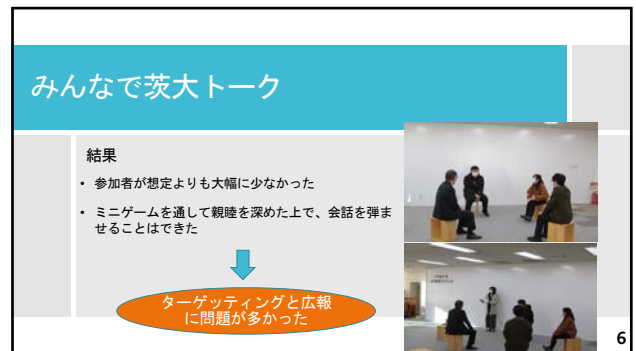 みんなで茨大トーク
結果
• 参加者が想定よりも大幅に少なかった
• ミニゲームを通して親睦を深めた上で、会話を弾ま
せることはできた
ターゲッティングと広報
に問題が多かった
6